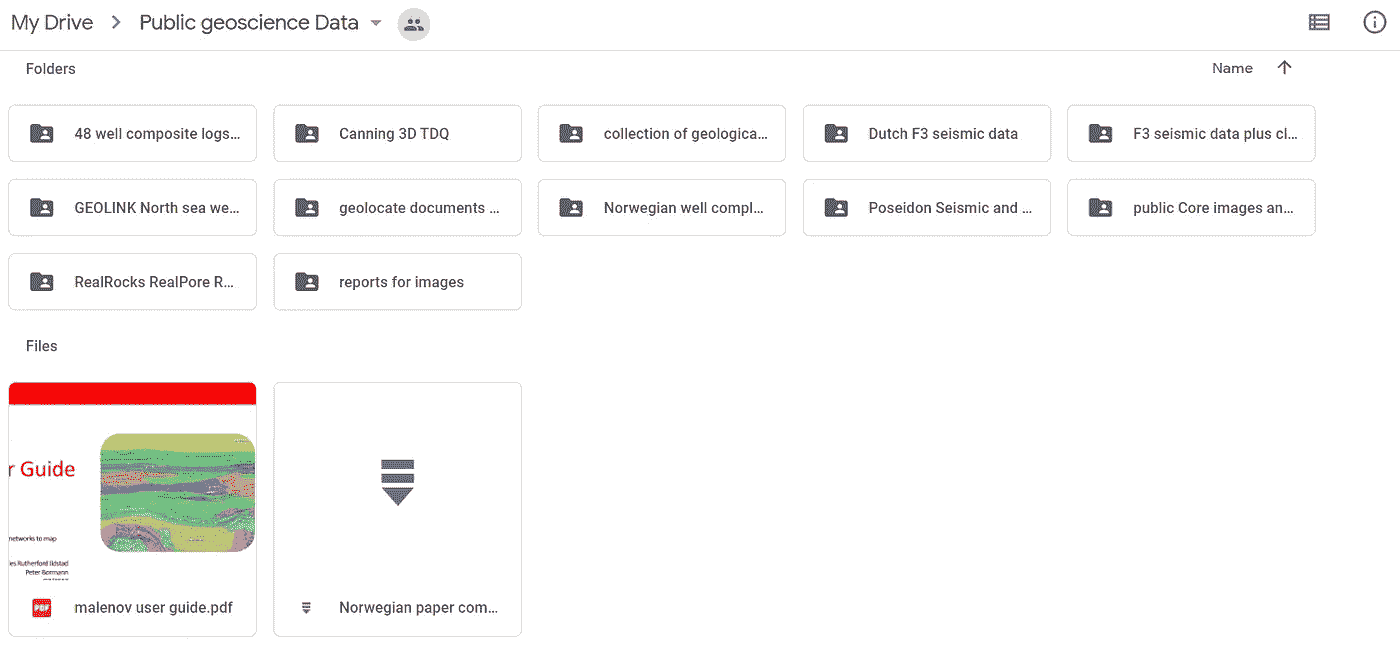 My Drive > Public geoscience Data
Folders
Name
48 well composite logs...
Canning 3D TDQ
collection of geologica...
Dutch F3 seismic data
F3 seismic data plus cl...
GEOLINK North sea we...
geolocate documents ...
Norwegian well compl...
Poseidon Seismic and ...
public Core images an...
RealRocks RealPore R...
reports for images
Files
r Guide
networks to map
es Rutherford Ildstad
Peter Bormann
PDF
malenov user guide.pdf
Norwegian paper com...